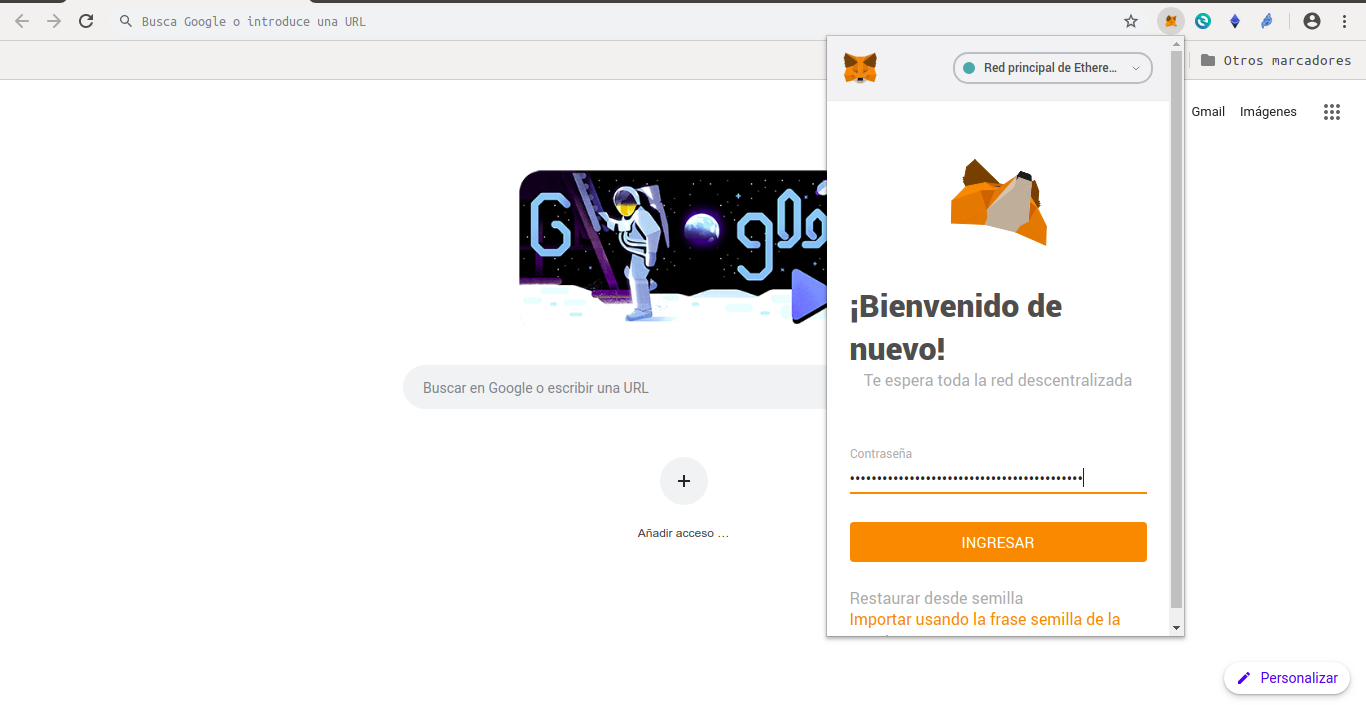 Busca Google o introduce una URL
Otros marcadores
Red principal de Ethere...
Gmail Imágenes
Google
¡Bienvenido de
nuevo!
Te espera toda la red descentralizada
Buscar en Google o escribir una URL
Contraseña
••••••••••••••••••••••••••••••••••••••••••••
INGRESAR
Añadir acceso ...
Restaurar desde semilla
Importar usando la frase semilla de la
Personalizar